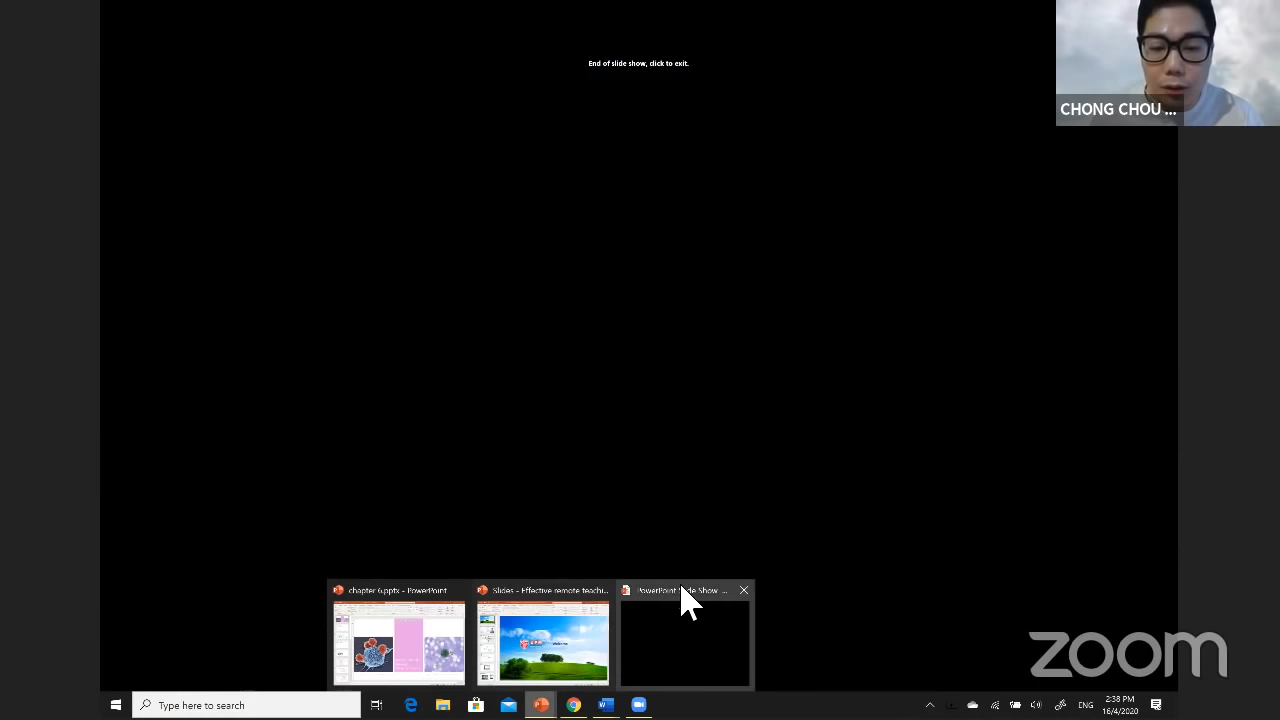 End of slide show, click to exit.
CHONG CHOU ...
chapter 6.pptx - PowerPoint
Slides - Effective remote teachi...
PowerPoint Slide Show ...
zoom
Type here to search
ENG
2:38 PM
16/4/2020